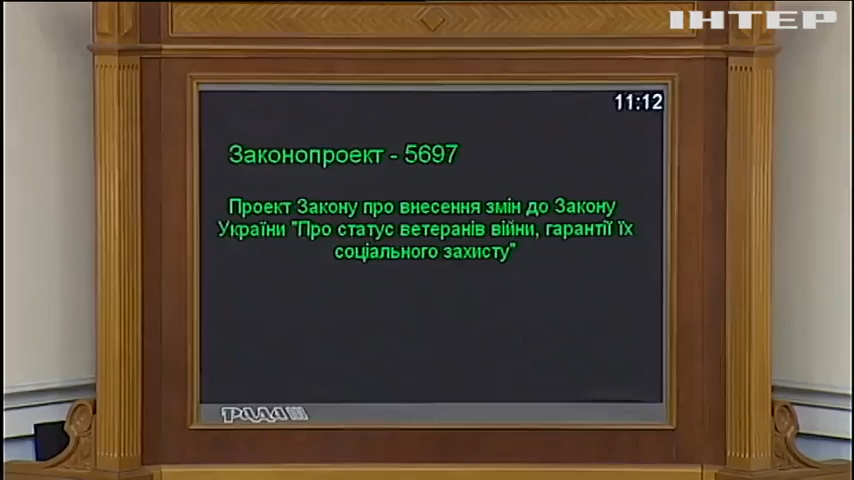 ІНТЕР
11:12
Законопроект - 5697
Проект Закону про внесення змін до Закону
України "Про статус ветеранів війни, гарантії їх
соціального захисту"
РАДА